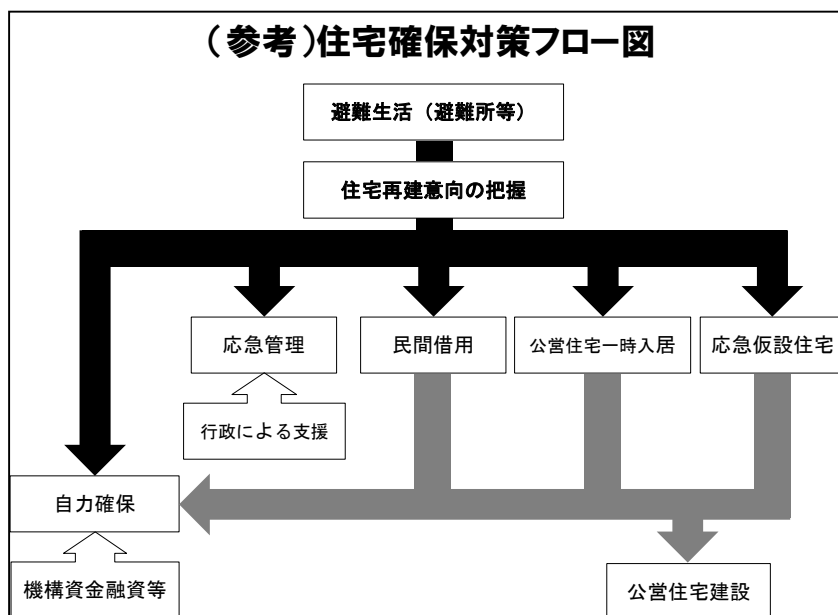 （参考）住宅確保対策フロー図
避難生活（避難所等）
住宅再建意向の把握
応急管理
民間借用
公営住宅一時入居
応急仮設住宅
行政による支援
自力確保
機構資金融資等
公営住宅建設